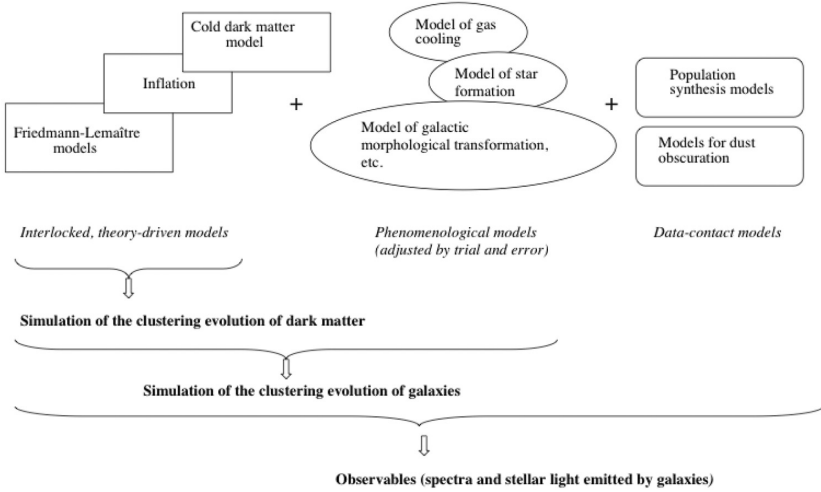 Cold dark matter
model
Inflation
Friedmann-Lemaître
models
+
Model of gas
cooling
Model of star
formation
Model of galactic
morphological transformation,
etc.
+
Population
synthesis models
Models for dust
obscuration
Interlocked, theory-driven models
Phenomenological models
(adjusted by trial and error)
Data-contact models
Simulation of the clustering evolution of dark matter
Simulation of the clustering evolution of galaxies
Observables (spectra and stellar light emitted by galaxies)